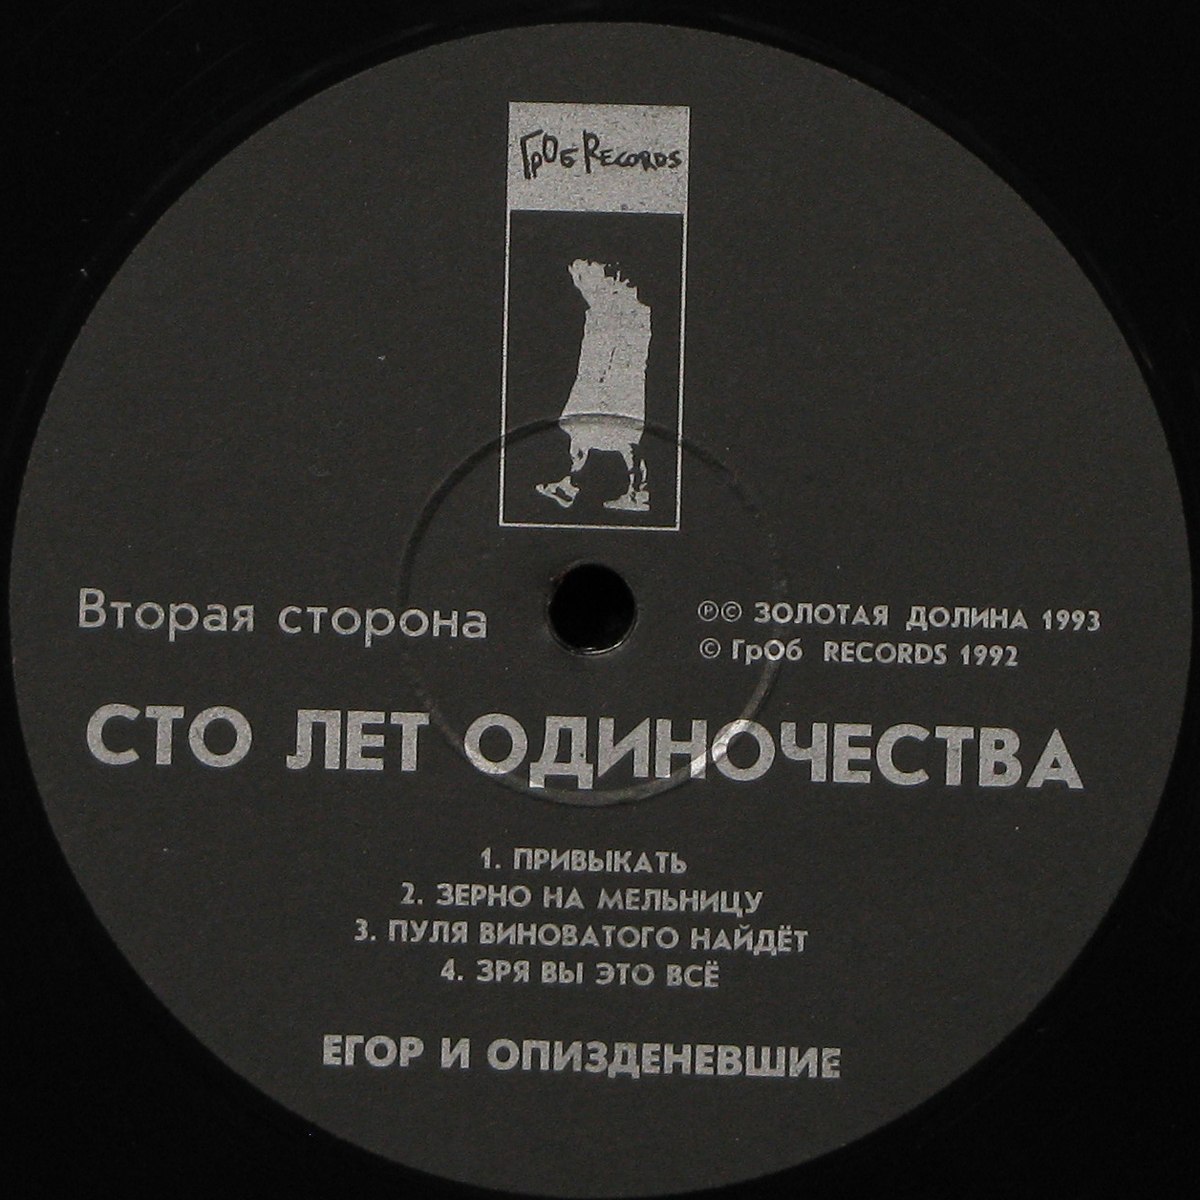 ГрОб RECORDS
Вторая сторона
Ⓟ© ЗОЛОТАЯ ДОЛИНА 1993
© ГрОб RECORDS 1992
СТО ЛЕТ ОДИНОЧЕСТВА
1. ПРИВЫКАТЬ
2. ЗЕРНО НА МЕЛЬНИЦУ
3. ПУЛЯ ВИНОВАТОГО НАЙДЁТ
4. ЗРЯ ВЫ ЭТО ВСЁ
ЕГОР И ОПИЗДЕНЕВШИЕ